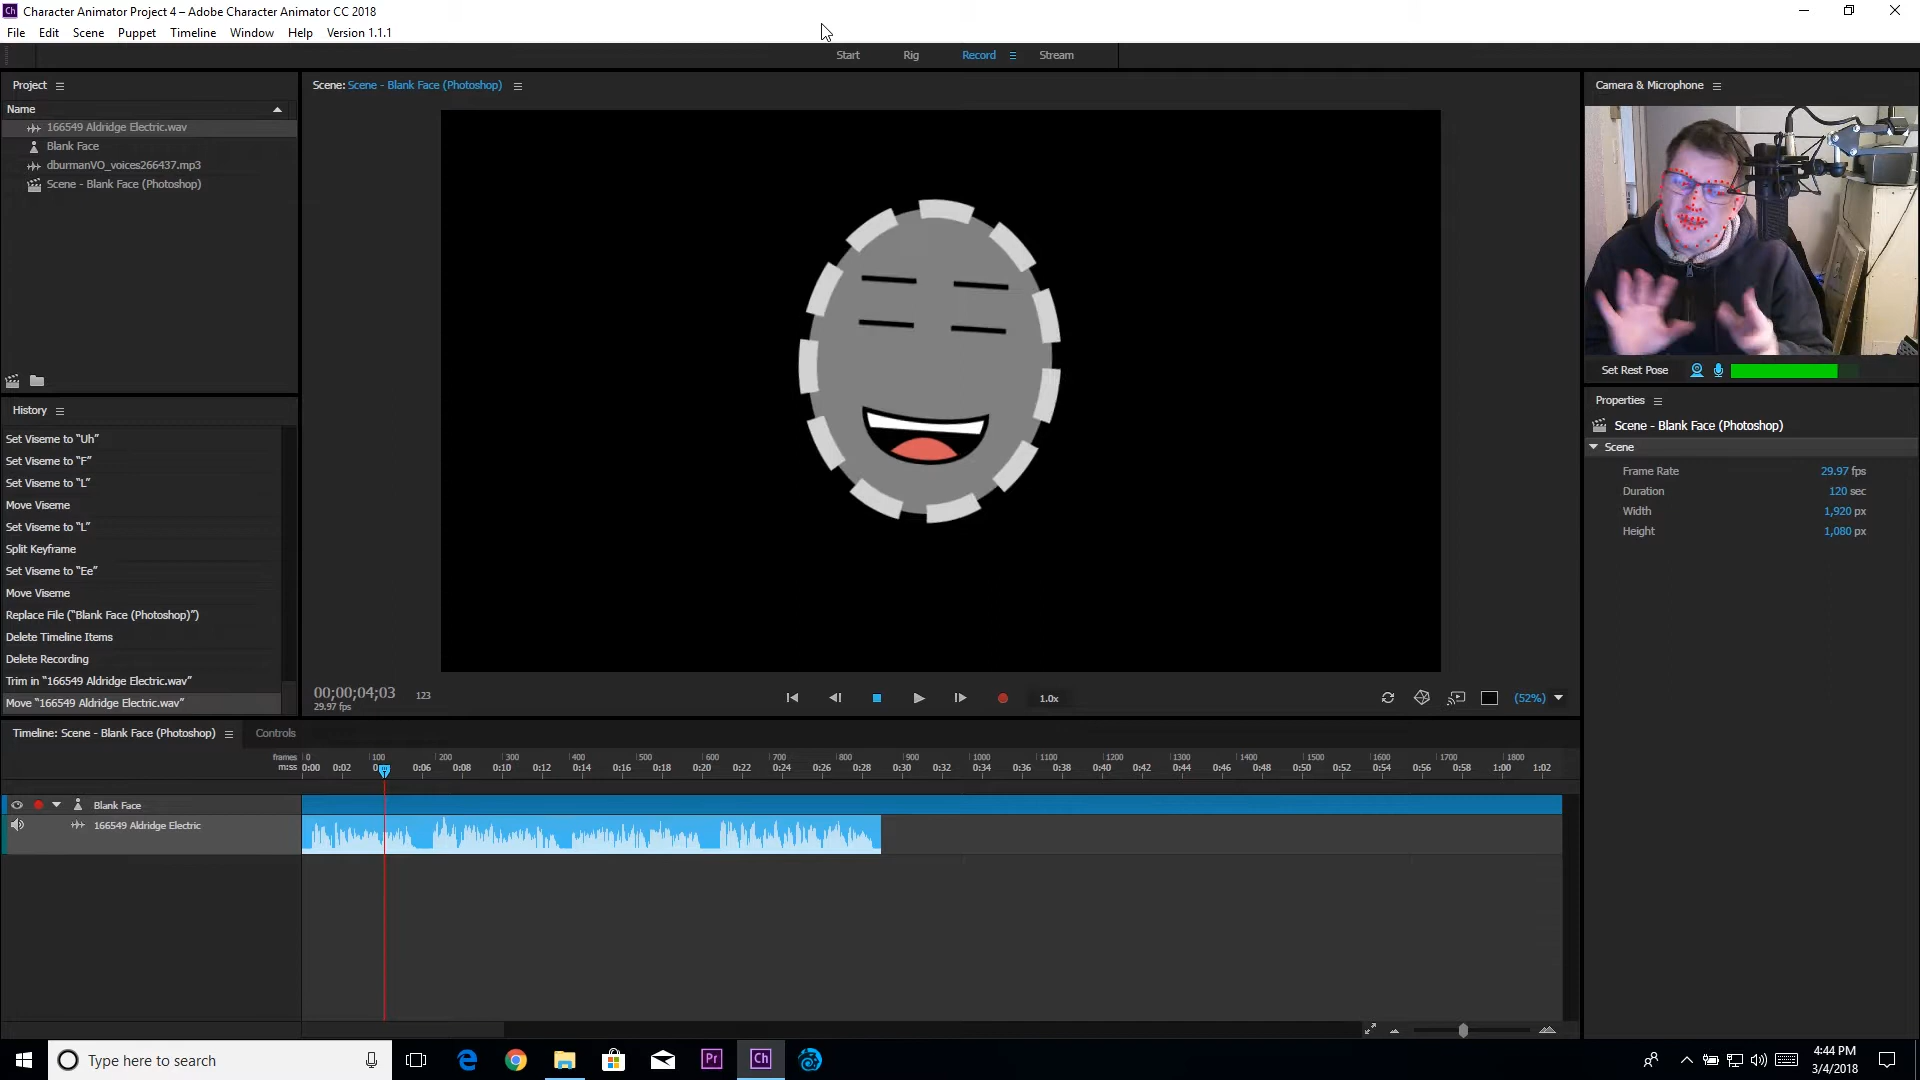 Ch Character Animator Project 4 – Adobe Character Animator CC 2018
File Edit Scene Puppet Timeline Window Help Version 1.1.1
Start Rig Record Stream
Project
Name
166549 Aldridge Electric.wav
Blank Face
dburmanVO_voices266437.mp3
Scene - Blank Face (Photoshop)
History
Set Viseme to “Uh”
Set Viseme to “F”
Set Viseme to “L”
Move Viseme
Set Viseme to “L”
Split Keyframe
Set Viseme to “Ee”
Move Viseme
Replace File (“Blank Face (Photoshop)”)
Delete Timeline Items
Delete Recording
Trim in “166549 Aldridge Electric.wav”
Move “166549 Aldridge Electric.wav”
Scene: Scene - Blank Face (Photoshop)
00;00;04;03 123
29.97 fps
1.0x
(52%)
Camera & Microphone
Set Rest Pose
Properties
Scene - Blank Face (Photoshop)
Scene
Frame Rate 29.97 fps
Duration 120 sec
Width 1,920 px
Height 1,080 px
Timeline: Scene - Blank Face (Photoshop) Controls
frames 0 100 200 300 400 500 600 700 800 900 1000 1100 1200 1300 1400 1500 1600 1700 1800
m:ss 0:00 0:02 0:06 0:08 0:10 0:12 0:14 0:16 0:18 0:20 0:22 0:24 0:26 0:28 0:30 0:32 0:34 0:36 0:38 0:40 0:42 0:44 0:46 0:48 0:50 0:52 0:54 0:56 0:58 1:00 1:02
Blank Face
166549 Aldridge Electric
Type here to search
Pr Ch
4:44 PM
3/4/2018